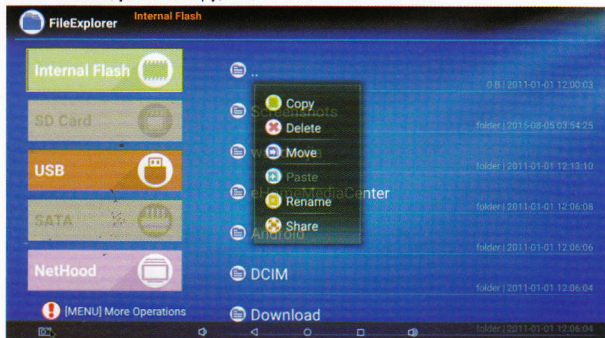 FileExplorer
Internal Flash
Internal Flash
SD Card
USB
SATA
NetHood
[MENU] More Operations
..
0 B | 2011-01-01 12:00:03
Screenshots
folder | 2015-08-05 03:54:25
folder | 2011-01-01 12:13:10
eHomeMediaCenter
folder | 2011-01-01 12:06:08
Android
folder | 2011-01-01 12:06:06
DCIM
folder | 2011-01-01 12:06:04
Download
folder | 2011-01-01 12:06:04
Copy
Delete
Move
Paste
Rename
Share